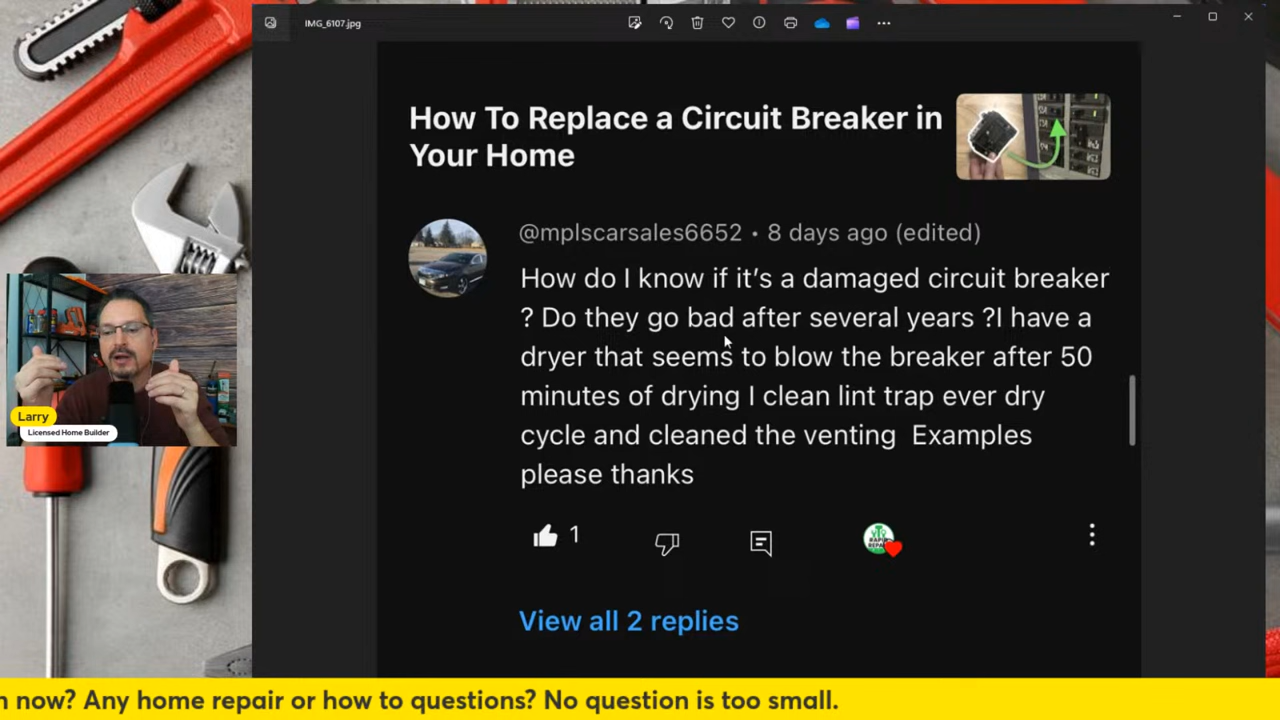 IMG_6107.jpg
How To Replace a Circuit Breaker in
Your Home
@mplscarsales6652 • 8 days ago (edited)
How do I know if it’s a damaged circuit breaker
? Do they go bad after several years ?I have a
dryer that seems to blow the breaker after 50
minutes of drying I clean lint trap ever dry
cycle and cleaned the venting Examples
please thanks
1
View all 2 replies
Larry
Licensed Home Builder
now? Any home repair or how to questions? No question is too small.